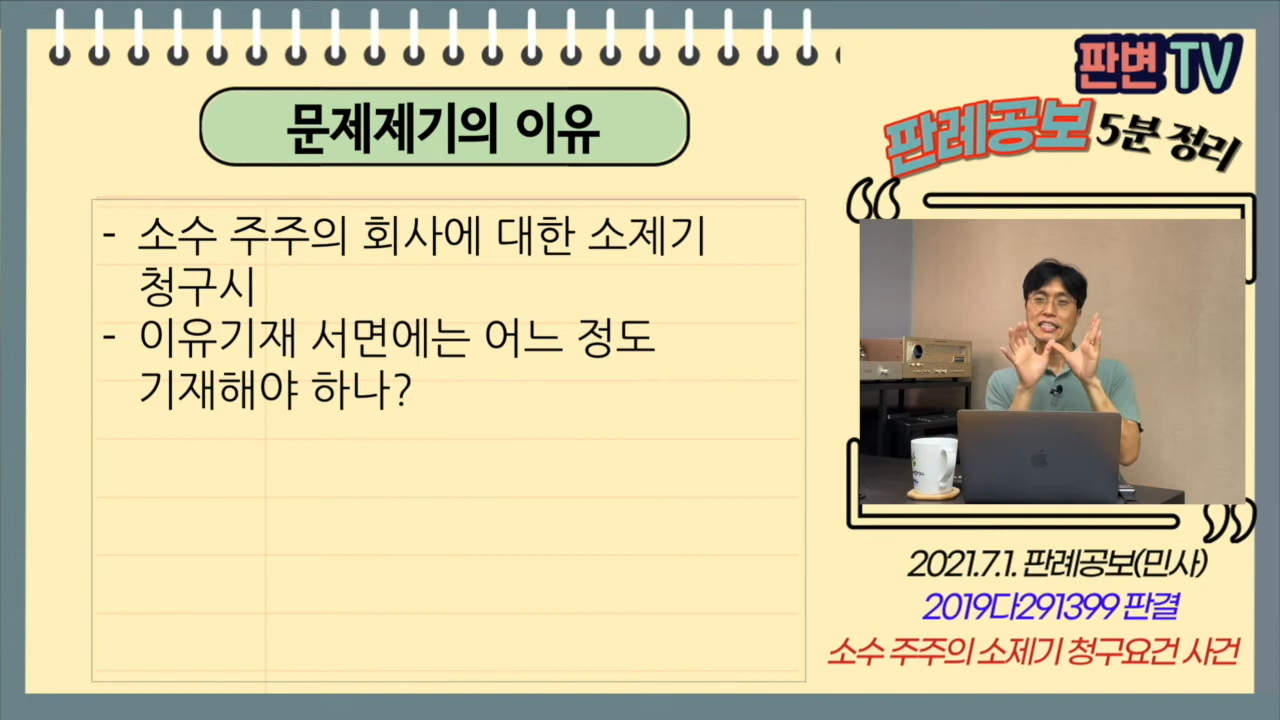 판변 TV
판례공보 5분 정리
문제제기의 이유
- 소수 주주의 회사에 대한 소제기
청구시
- 이유기재 서면에는 어느 정도
기재해야 하나?
2021.7.1. 판례공보(민사)
2019다291399 판결
소수 주주의 소제기 청구요건 사건